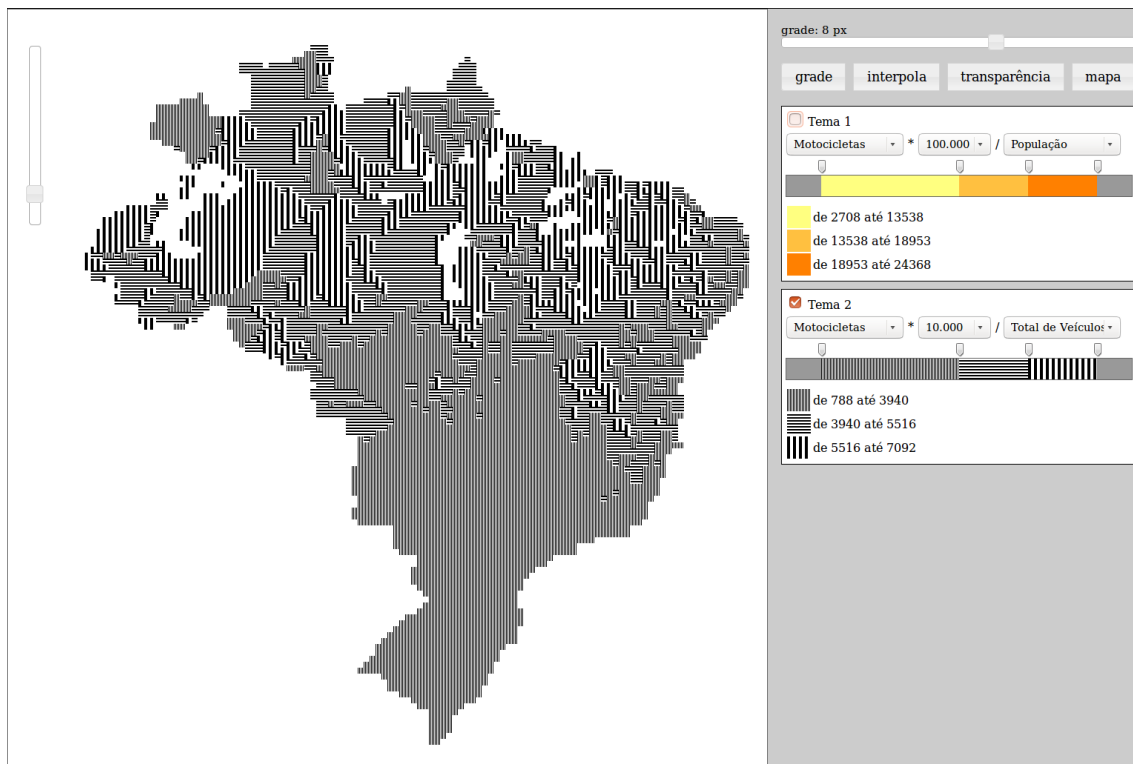 grade: 8 px
grade interpola transparência mapa
Tema 1
Motocicletas * 100.000 / População
de 2708 até 13538
de 13538 até 18953
de 18953 até 24368
Tema 2
Motocicletas * 10.000 / Total de Veículos
de 788 até 3940
de 3940 até 5516
de 5516 até 7092